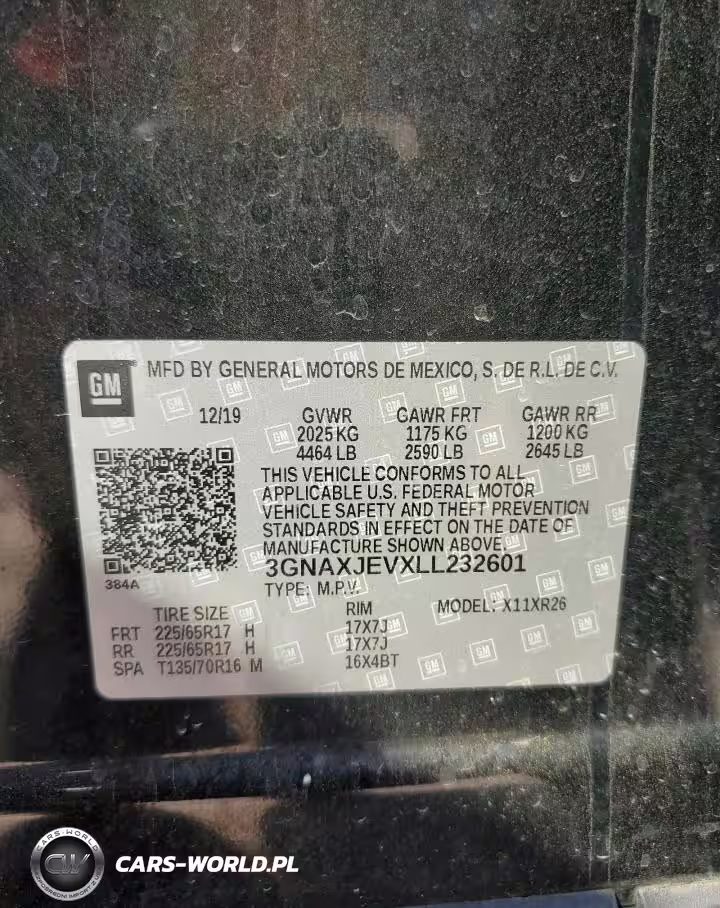 GM MFD BY GENERAL MOTORS DE MEXICO, S. DE R.L. DE C.V.
12/19 GVWR GAWR FRT GAWR RR
2025 KG 1175 KG 1200 KG
4464 LB 2590 LB 2645 LB
THIS VEHICLE CONFORMS TO ALL
APPLICABLE U.S. FEDERAL MOTOR
VEHICLE SAFETY AND THEFT PREVENTION
STANDARDS IN EFFECT ON THE DATE OF
MANUFACTURE SHOWN ABOVE.
3GNAXJEVXLL232601
384A TYPE: M.P.V.
TIRE SIZE RIM MODEL: X11XR26
FRT 225/65R17 H 17X7J
RR 225/65R17 H 17X7J
SPA T135/70R16 M 16X4BT
CARS-WORLD
CW
CARS-WORLD.PL